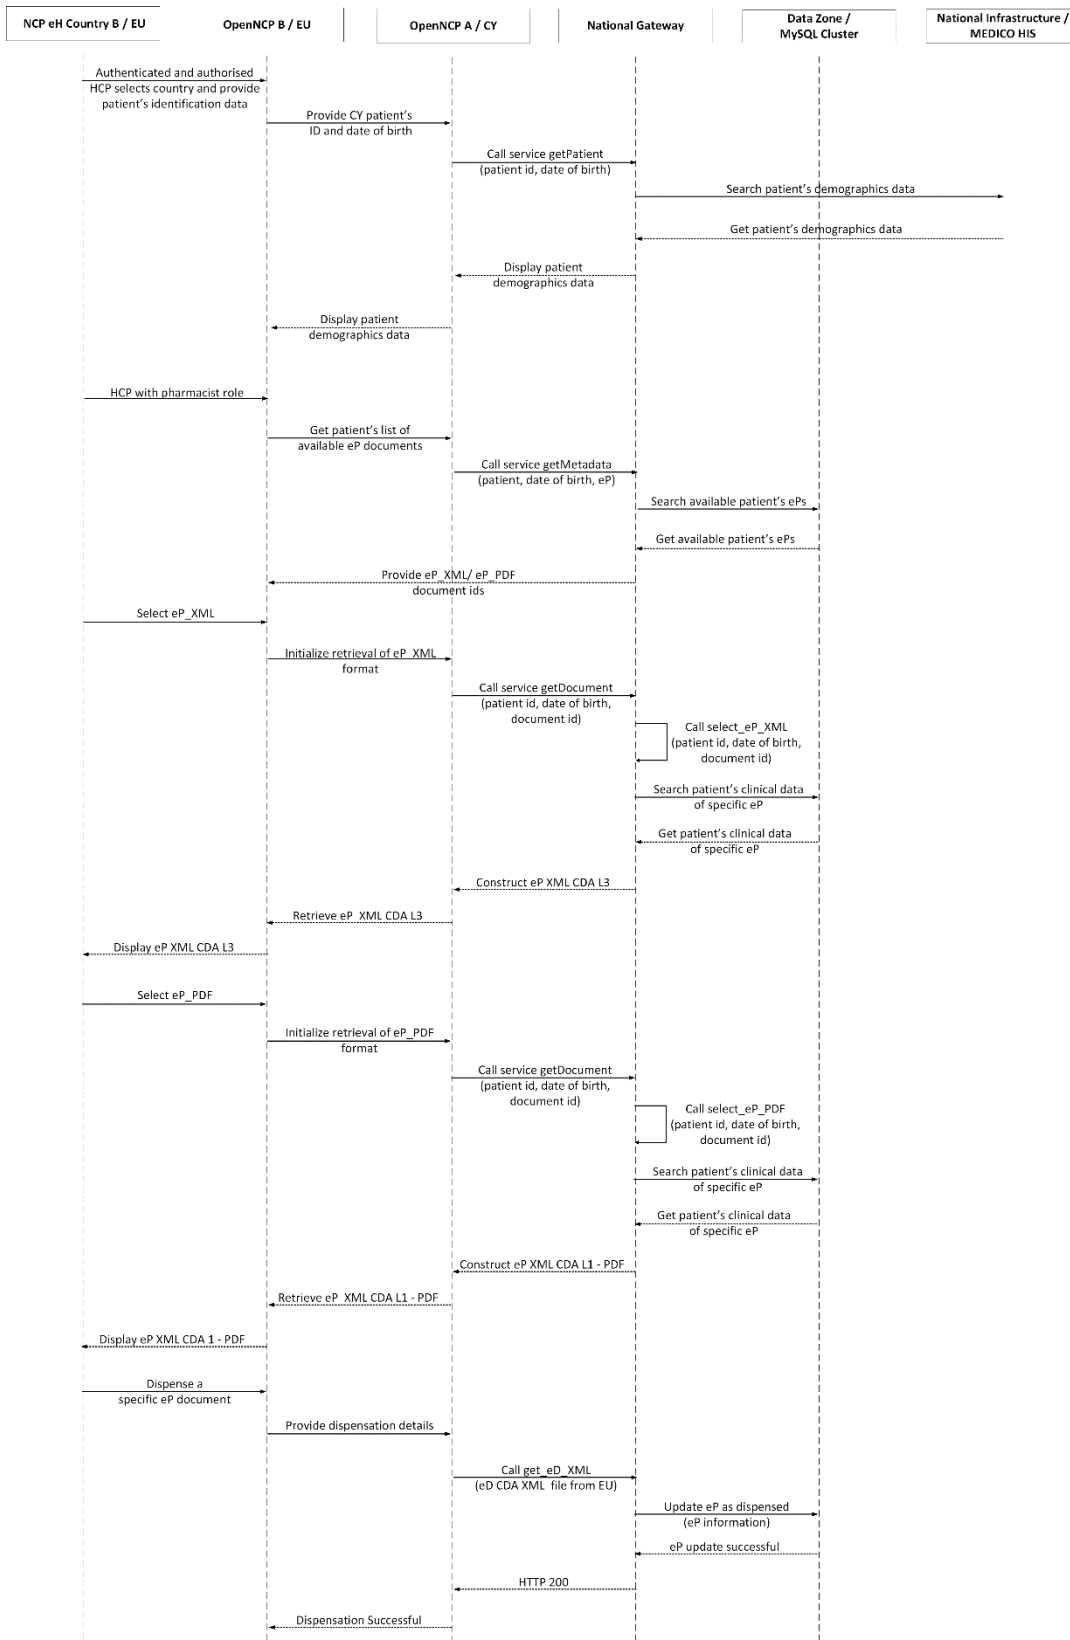 NCP eH Country B / EU
OpenNCP B / EU
OpenNCP A / CY
National Gateway
Data Zone /
MySQL Cluster
National Infrastructure /
MEDICO HIS
Authenticated and authorised
HCP selects country and provide
patient's identification data
Provide CY patient's
ID and date of birth
Call service getPatient
(patient id, date of birth)
Search patient's demographics data
Get patient's demographics data
Display patient
demographics data
Display patient
demographics data
HCP with pharmacist role
Get patient's list of
available eP documents
Call service getMetadata
(patient, date of birth, eP)
Search available patient's ePs
Get available patient's ePs
Provide eP_XML/ eP_PDF
document ids
Select eP_XML
Initialize retrieval of eP_XML
format
Call service getDocument
(patient id, date of birth,
document id)
Call select_eP_XML
(patient id, date of birth,
document id)
Search patient's clinical data
of specific eP
Get patient's clinical data
of specific eP
Construct eP XML CDA L3
Retrieve eP XML CDA L3
Display eP XML CDA L3
Select eP_PDF
Initialize retrieval of eP_PDF
format
Call service getDocument
(patient id, date of birth,
document id)
Call select_eP_PDF
(patient id, date of birth,
document id)
Search patient's clinical data
of specific eP
Get patient's clinical data
of specific eP
Construct eP XML CDA L1 - PDF
Retrieve eP XML CDA L1 - PDF
Display eP XML CDA 1 - PDF
Dispense a
specific eP document
Provide dispensation details
Call get_eD_XML
(eD CDA XML file from EU)
Update eP as dispensed
(eP information)
eP update successful
HTTP 200
Dispensation Successful